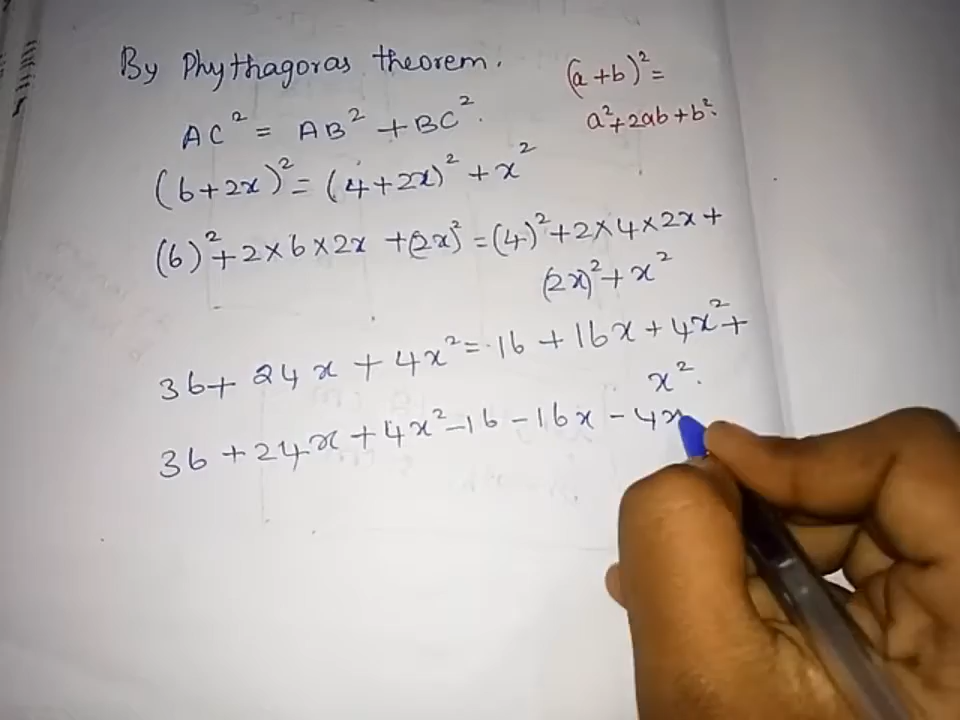 By Phythagoras theorem.
(a+b)²=
a²+2ab+b².
AC² = AB² + BC².
(6+2x)² = (4+2x)² + x²
(6)²+2×6×2x +(2x)² = (4)²+2×4×2x+
(2x)²+x²
36+ 24x + 4x² = 16 + 16x + 4x²+
x².
36 +24x +4x² -16 -16x - 4x